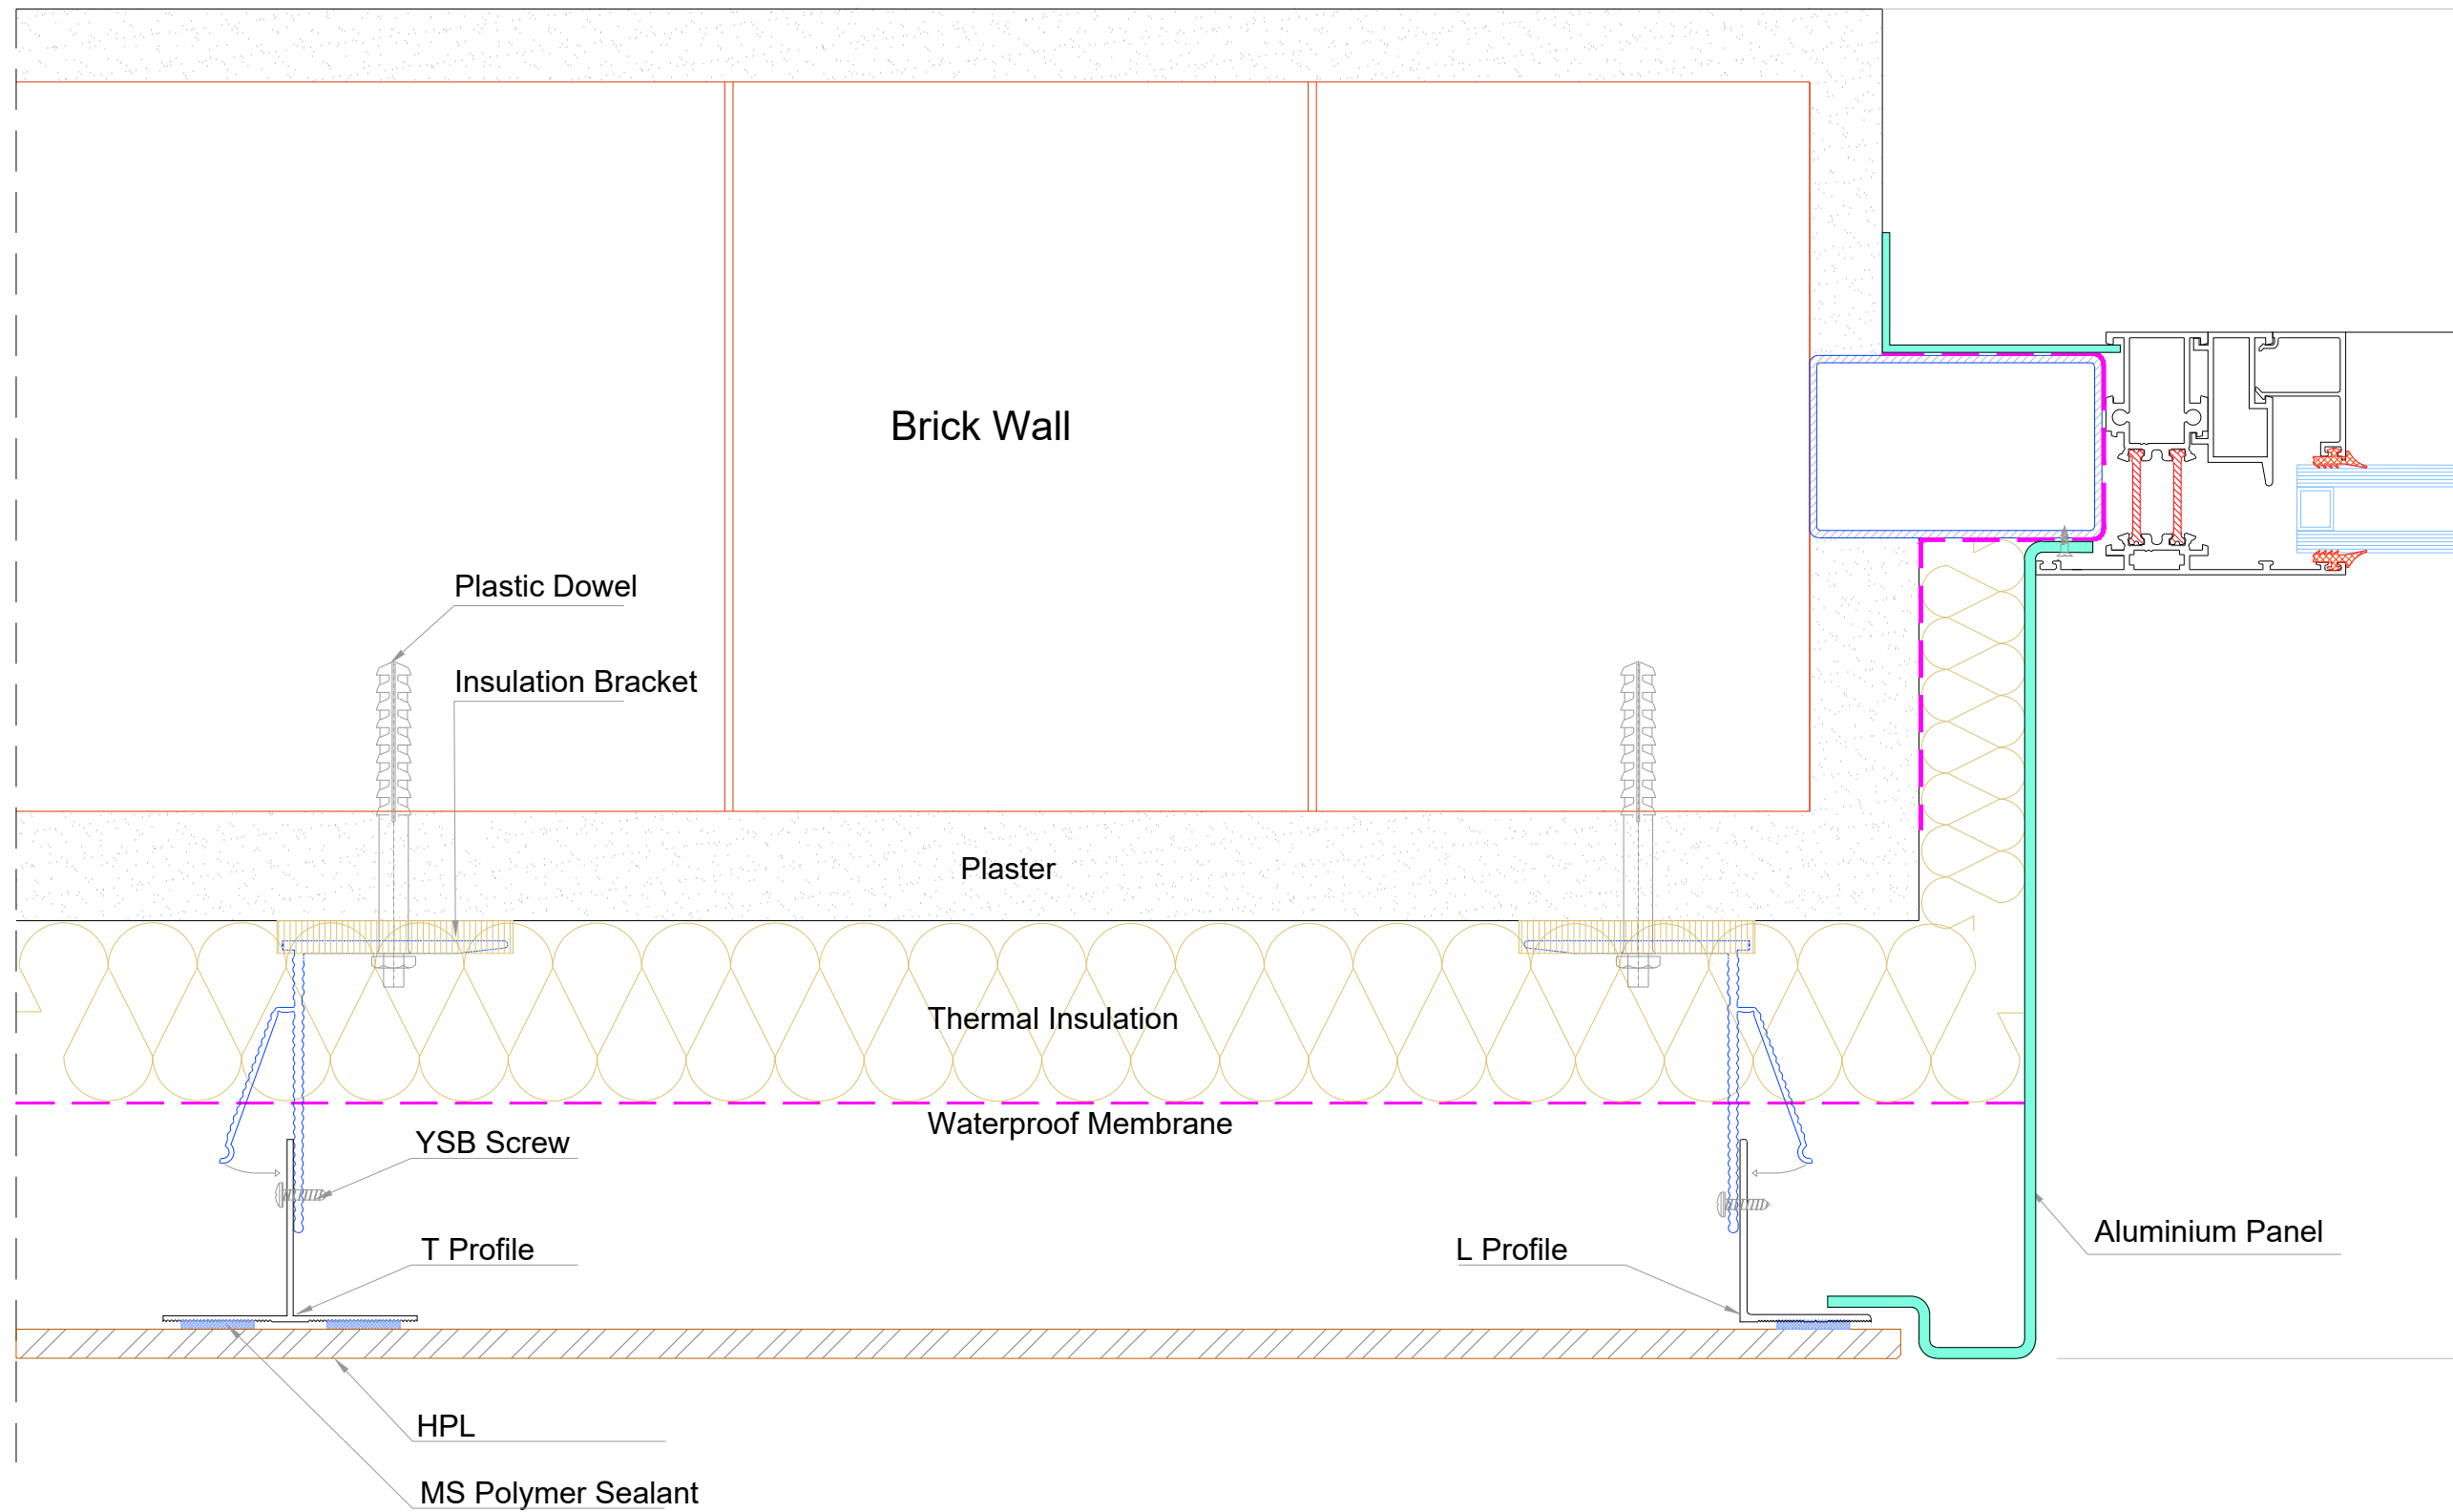 Brick Wall
Plastic Dowel
Insulation Bracket
Plaster
Thermal Insulation
Waterproof Membrane
YSB Screw
Aluminium Panel
T Profile
L Profile
HPL
MS Polymer Sealant